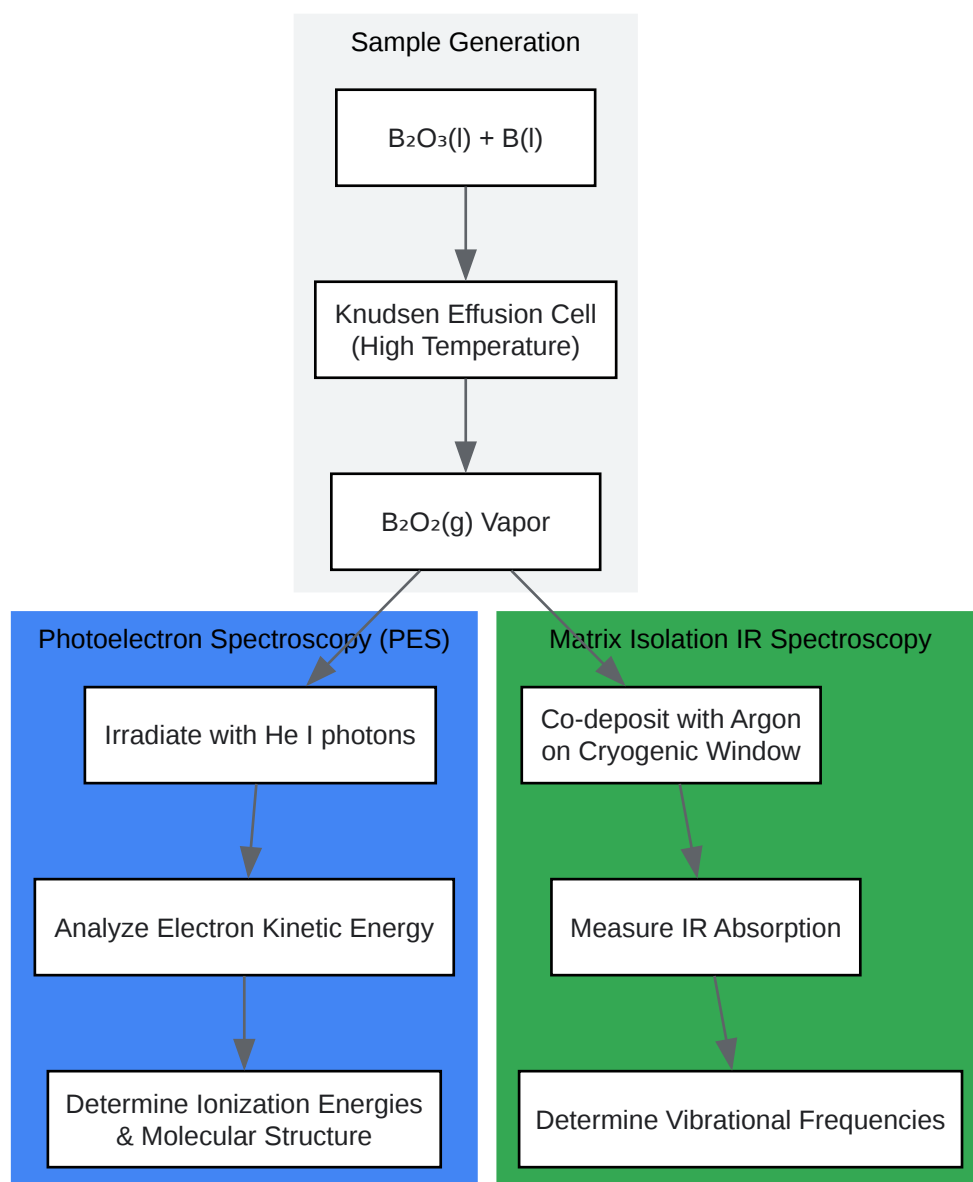 Sample Generation
B₂O₃(l) + B(l)
Knudsen Effusion Cell
(High Temperature)
B₂O₂(g) Vapor
Photoelectron Spectroscopy (PES)
Irradiate with He I photons
Analyze Electron Kinetic Energy
Determine Ionization Energies
& Molecular Structure
Matrix Isolation IR Spectroscopy
Co-deposit with Argon
on Cryogenic Window
Measure IR Absorption
Determine Vibrational Frequencies